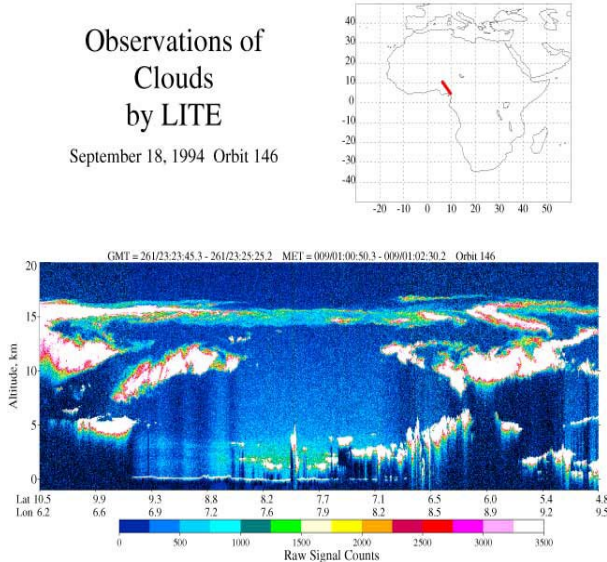 Observations of
Clouds
by LITE
September 18, 1994 Orbit 146
40
30
20
10
0
-10
-20
-30
-40
-20 -10 0 10 20 30 40 50
GMT = 261/23:23:45.3 - 261/23:25:25.2 MET = 009/01:00:50.3 - 009/01:02:30.2 Orbit 146
20
15
10
5
0
Altitude, km
Lat 10.5 9.9 9.3 8.8 8.2 7.7 7.1 6.5 6.0 5.4 4.8
Lon 6.2 6.6 6.9 7.2 7.6 7.9 8.2 8.5 8.9 9.2 9.5
0 500 1000 1500 2000 2500 3000 3500
Raw Signal Counts